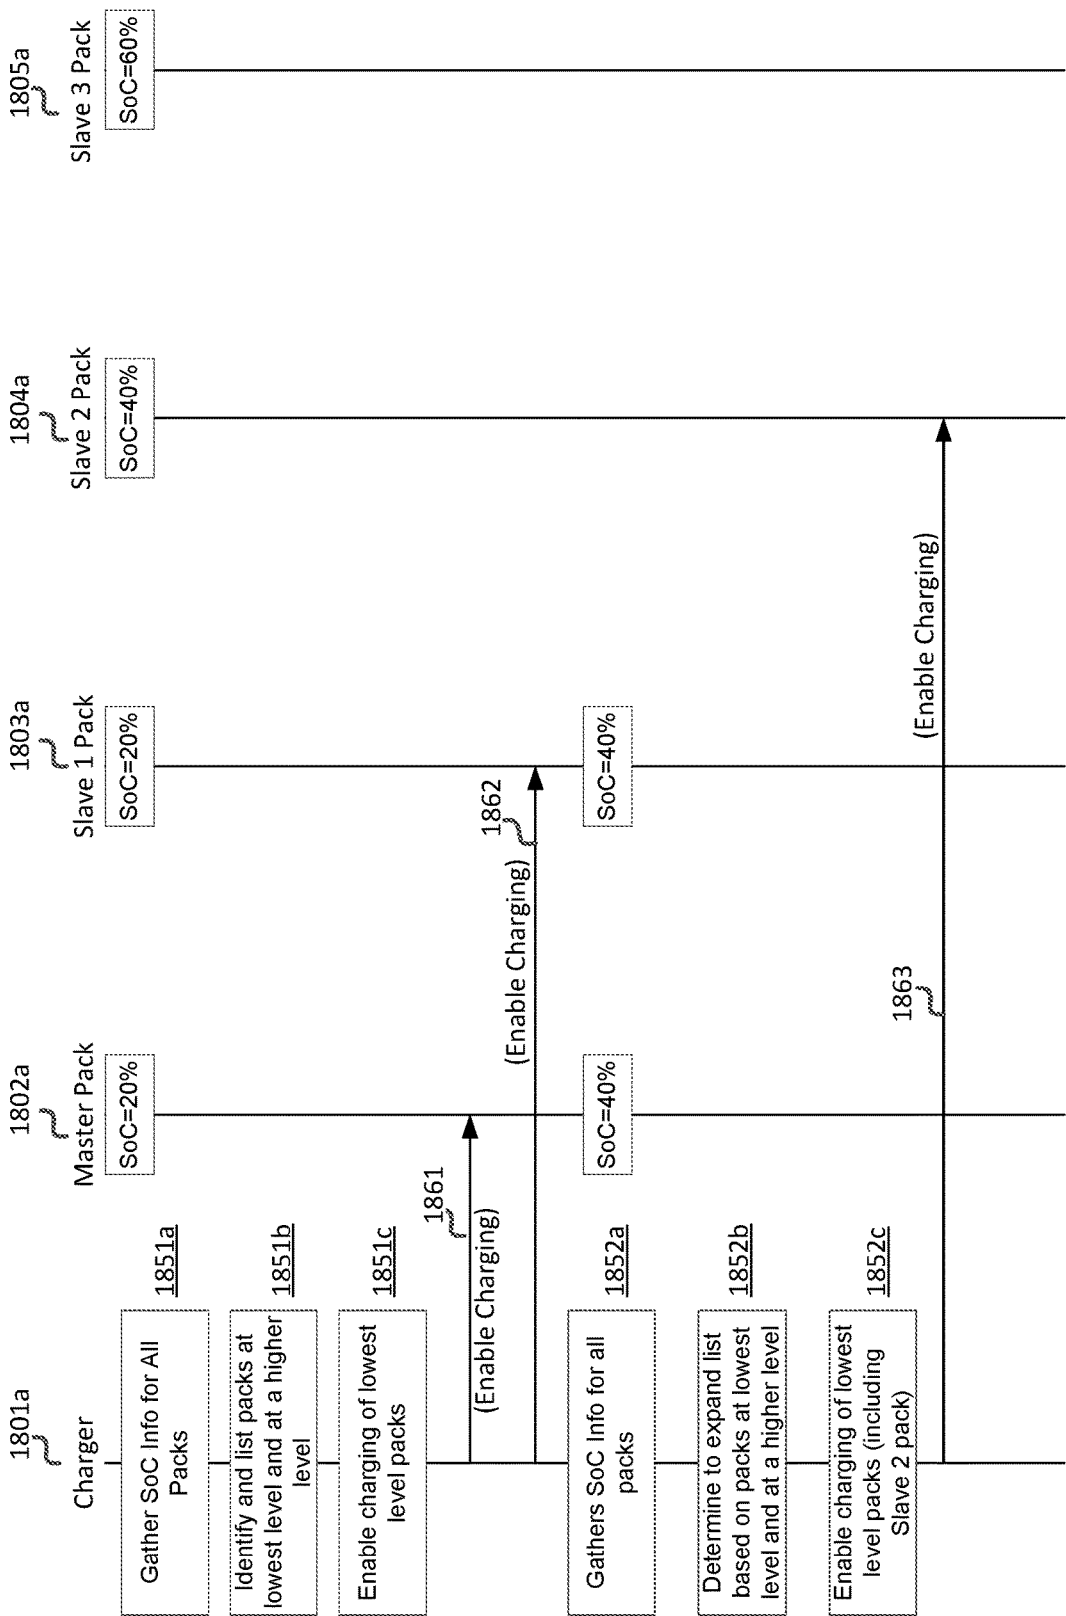 1801a
Charger
1802a
Master Pack
1803a
Slave 1 Pack
1804a
Slave 2 Pack
1805a
Slave 3 Pack
Gather SoC Info for All
Packs
1851a
SoC=20%
SoC=20%
SoC=40%
SoC=60%
Identify and list packs at
lowest level and at a higher
level
1851b
Enable charging of lowest
level packs
1851c
1861
(Enable Charging)
1862
(Enable Charging)
Gathers SoC Info for all
packs
1852a
SoC=40%
SoC=40%
Determine to expand list
based on packs at lowest
level and at a higher level
1852b
Enable charging of lowest
level packs (including
Slave 2 pack)
1852c
1863
(Enable Charging)